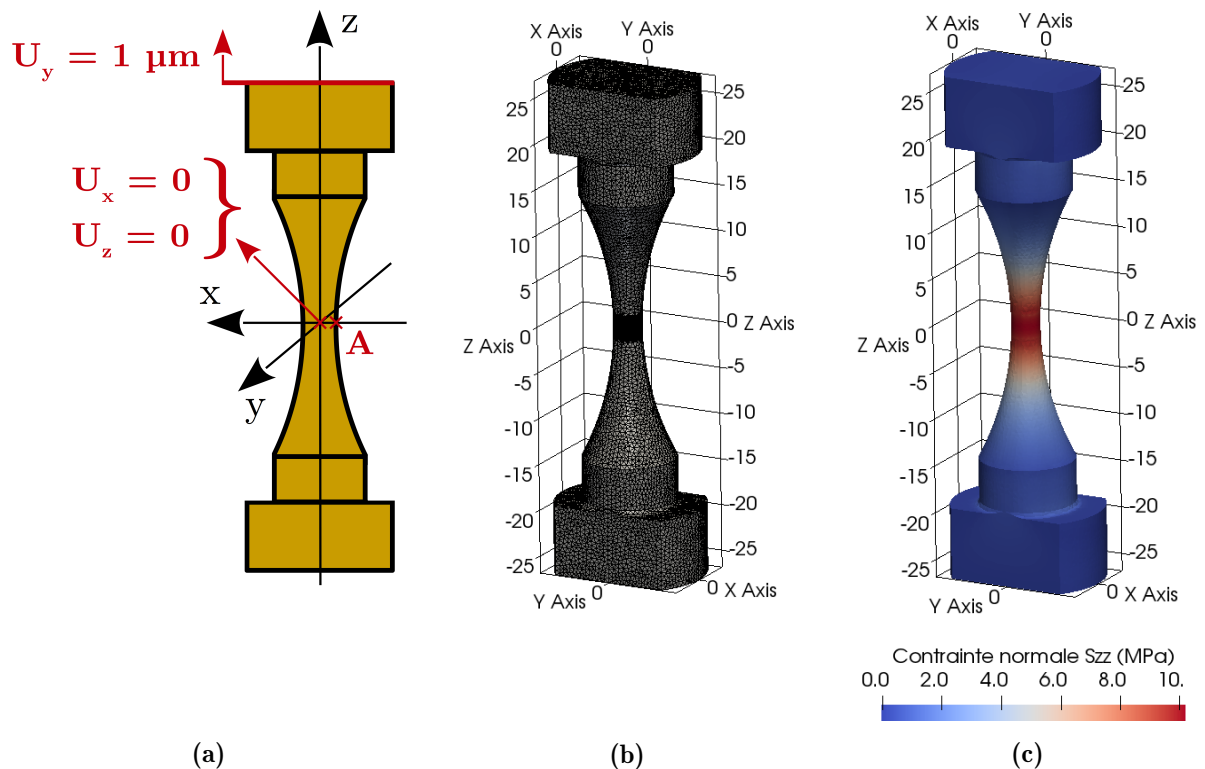 z
U_y = 1 µm
U_x = 0
U_z = 0
x
A
y
(a)
X Axis
Y Axis
0
0
25
20
15
10
5
0
Z Axis
-5
-10
-15
-20
-25
25
20
15
10
5
0 Z Axis
-5
-10
-15
-20
-25
0
Y Axis
0
X Axis
(b)
X Axis
Y Axis
0
0
25
20
15
10
5
0
Z Axis
-5
-10
-15
-20
-25
25
20
15
10
5
0 Z Axis
-5
-10
-15
-20
-25
0
Y Axis
0
X Axis
Contrainte normale Szz (MPa)
0.0 2.0 4.0 6.0 8.0 10.
(c)